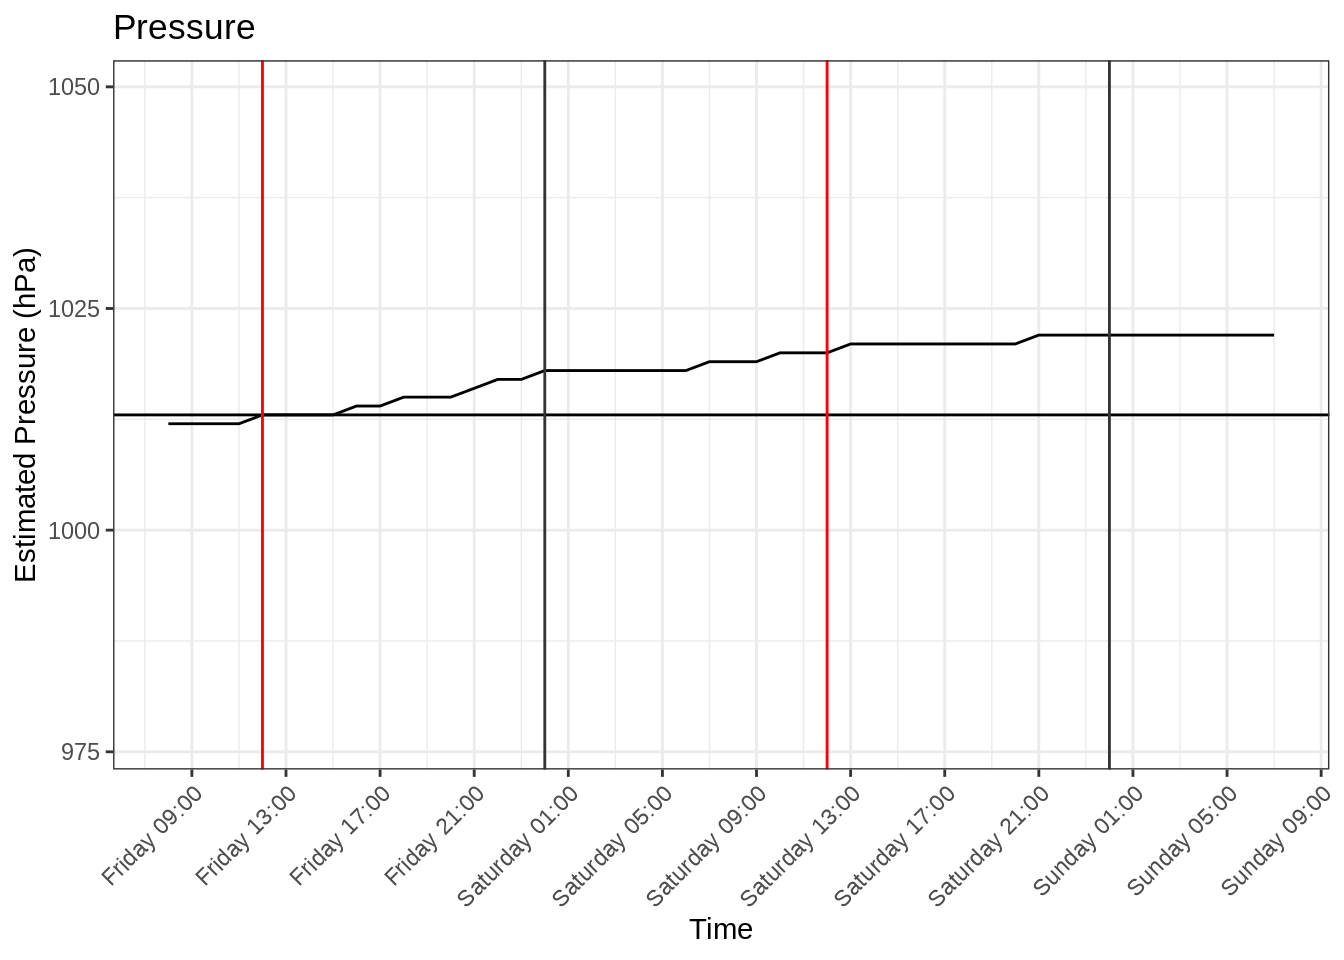 Pressure
Estimated Pressure (hPa)
1050
1025
1000
975
Friday 09:00
Friday 13:00
Friday 17:00
Friday 21:00
Saturday 01:00
Saturday 05:00
Saturday 09:00
Saturday 13:00
Saturday 17:00
Saturday 21:00
Sunday 01:00
Sunday 05:00
Sunday 09:00
Time